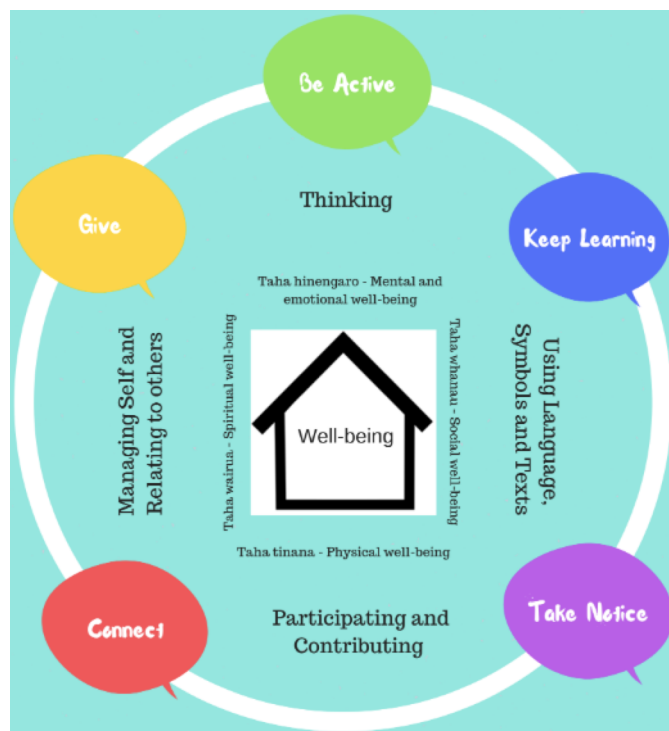 Be Active
Give
Keep Learning
Thinking
Taha hinengaro - Mental and
emotional well-being
Managing Self and
Relating to others
Taha wairua - Spiritual well-being
Well-being
Taha whanau - Social well-being
Using Language,
Symbols and Texts
Taha tinana - Physical well-being
Connect
Participating and
Contributing
Take Notice